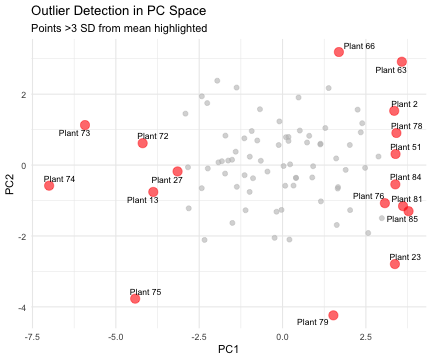 Outlier Detection in PC Space
Points >3 SD from mean highlighted
Plant 66
Plant 63
Plant 2
Plant 78
Plant 73
Plant 72
Plant 51
Plant 74
Plant 27
Plant 84
Plant 13
Plant 76
Plant 81
Plant 85
Plant 23
Plant 75
Plant 79
2
0
-2
-4
PC2
-7.5
-5.0
-2.5
0.0
2.5
PC1